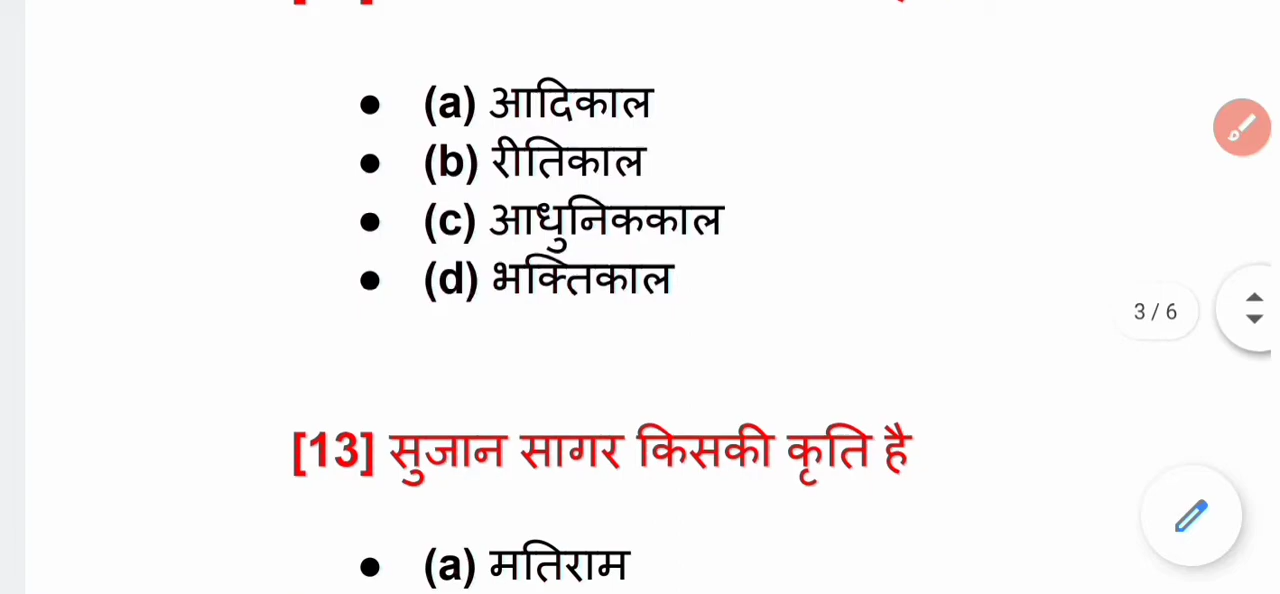 (a) आदिकाल
(b) रीतिकाल
(c) आधुनिककाल
(d) भक्तिकाल
3 / 6
[13] सुजान सागर किसकी कृति है
(a) मतिराम